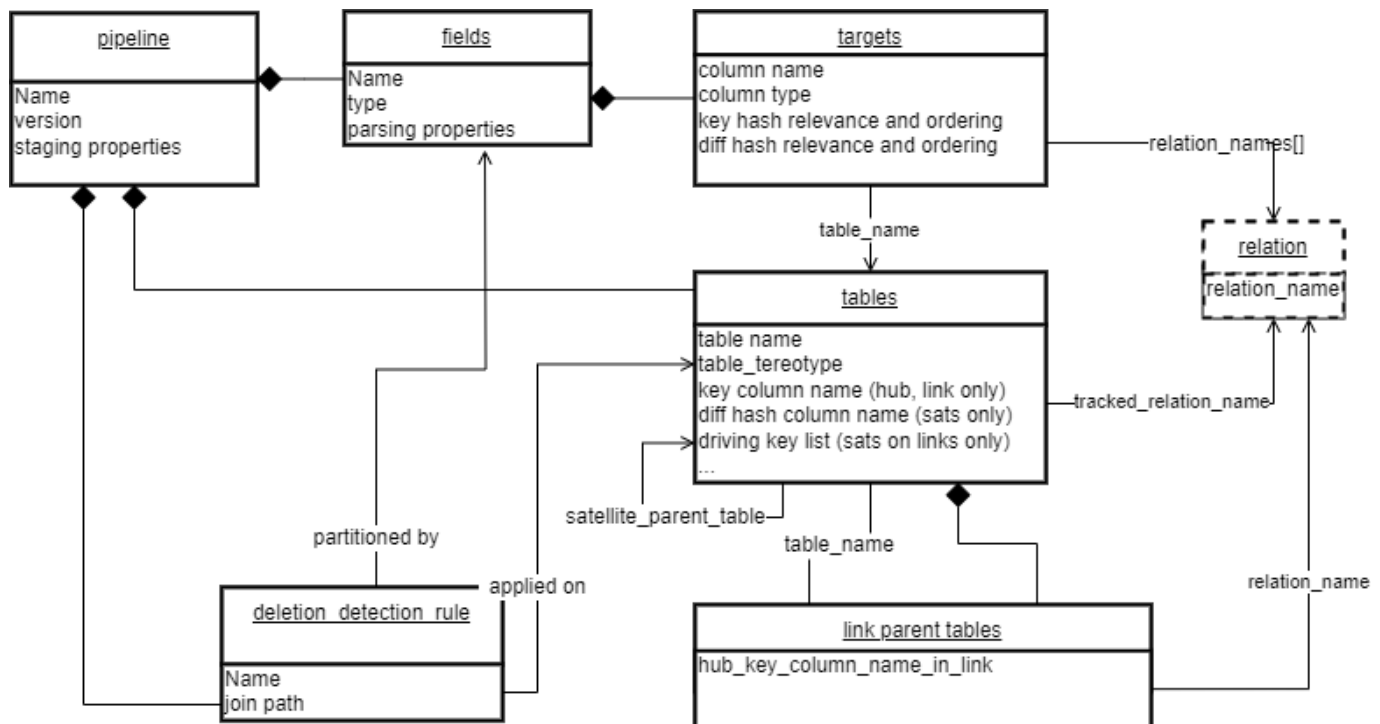 pipeline
Name
version
staging properties
fields
Name
type
parsing properties
targets
column name
column type
key hash relevance and ordering
diff hash relevance and ordering
relation_names[]
table_name
relation
relation_name
tables
table name
table_tereotype
key column name (hub, link only)
diff hash column name (sats only)
driving key list (sats on links only)
...
tracked_relation_name
satellite_parent_table
partitioned by
table_name
applied on
relation_name
deletion_detection_rule
Name
join path
link parent tables
hub_key_column_name_in_link